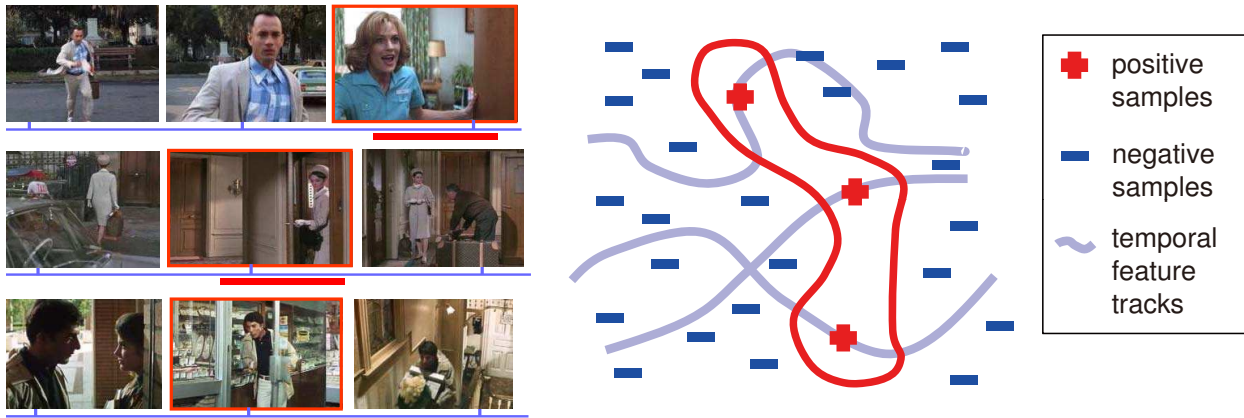 positive
samples
negative
samples
temporal
feature
tracks